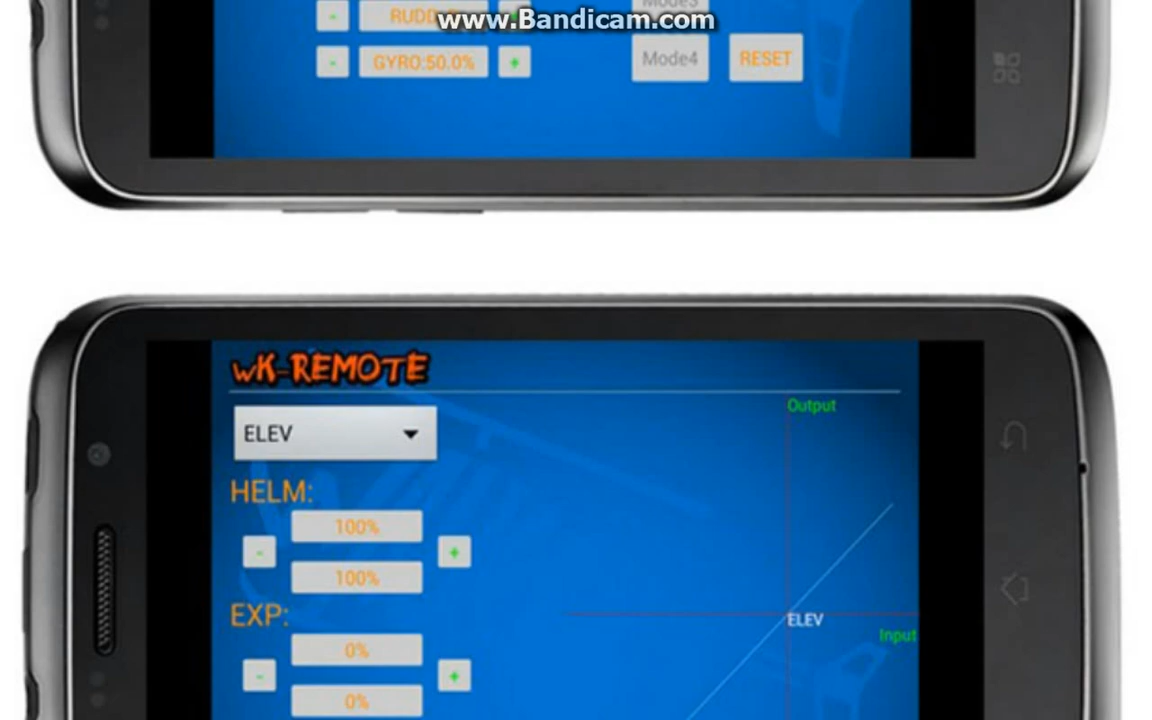 www.Bandicam.com
Mode3
-
+
- GYRO:50.0% +
Mode4 RESET
wK-REMOTE
Output
ELEV
HELM:
100%
- +
100%
EXP:
ELEV
Input
0%
- +
0%